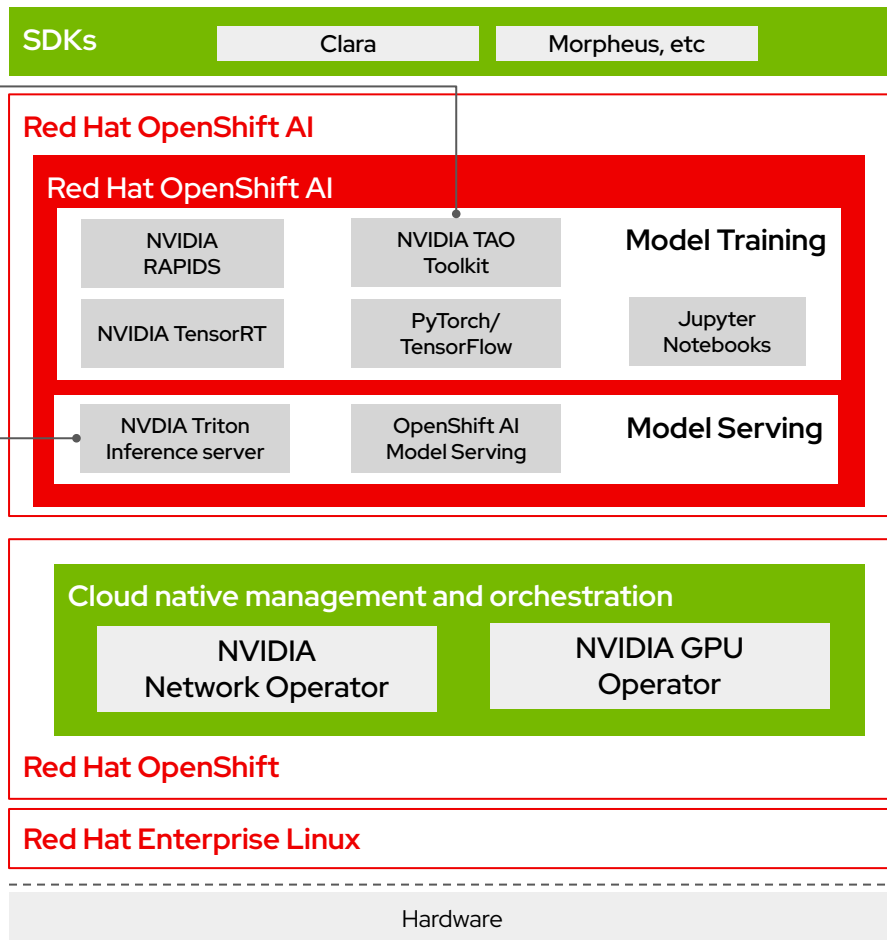 SDKs
Clara
Morpheus, etc
Red Hat OpenShift AI
Red Hat OpenShift AI
NVIDIA
RAPIDS
NVIDIA TAO
Toolkit
Model Training
NVIDIA TensorRT
PyTorch/
TensorFlow
Jupyter
Notebooks
NVDIA Triton
Inference server
OpenShift AI
Model Serving
Model Serving
Cloud native management and orchestration
NVIDIA
Network Operator
NVIDIA GPU
Operator
Red Hat OpenShift
Red Hat Enterprise Linux
Hardware